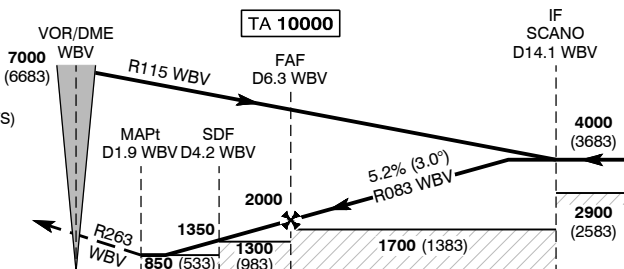 TA 10000
VOR/DME
WBV
7000
(6683)
R115 WBV
IF
SCANO
D14.1 WBV
FAF
D6.3 WBV
S)
MAPt
D1.9 WBV
SDF
D4.2 WBV
4000
(3683)
5.2% (3.0°)
R083 WBV
2000
1350
R263
WBV
850 (533)
1300
(983)
1700 (1383)
2900
(2583)